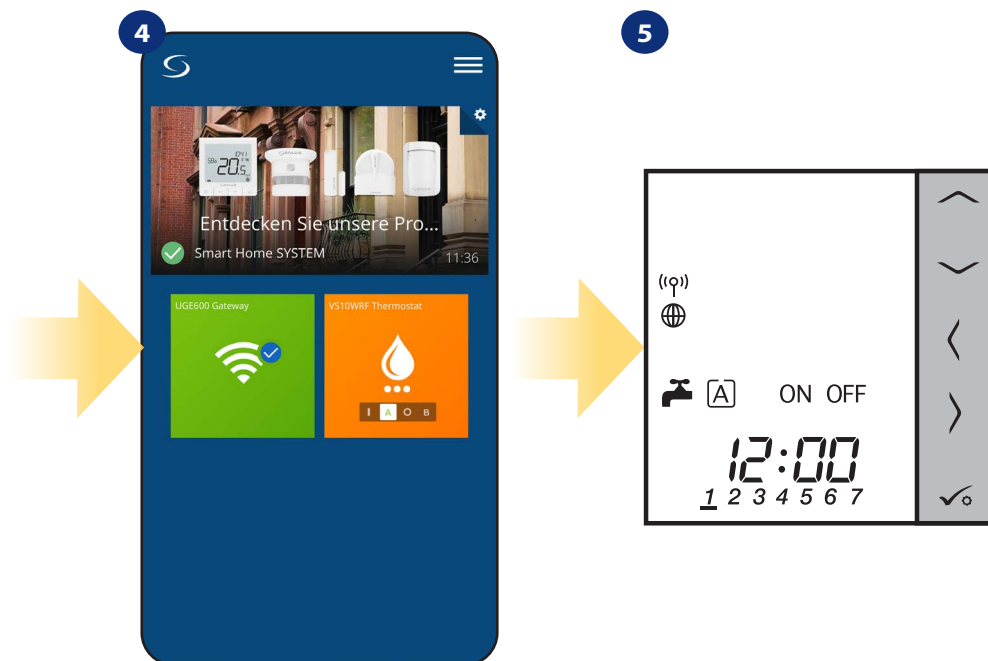 4
5
Entdecken Sie unsere Pro...
Smart Home SYSTEM
11:36
UGE600 Gateway
VS10WRF Thermostat
I A O B
A ON OFF
12:00
1 2 3 4 5 6 7